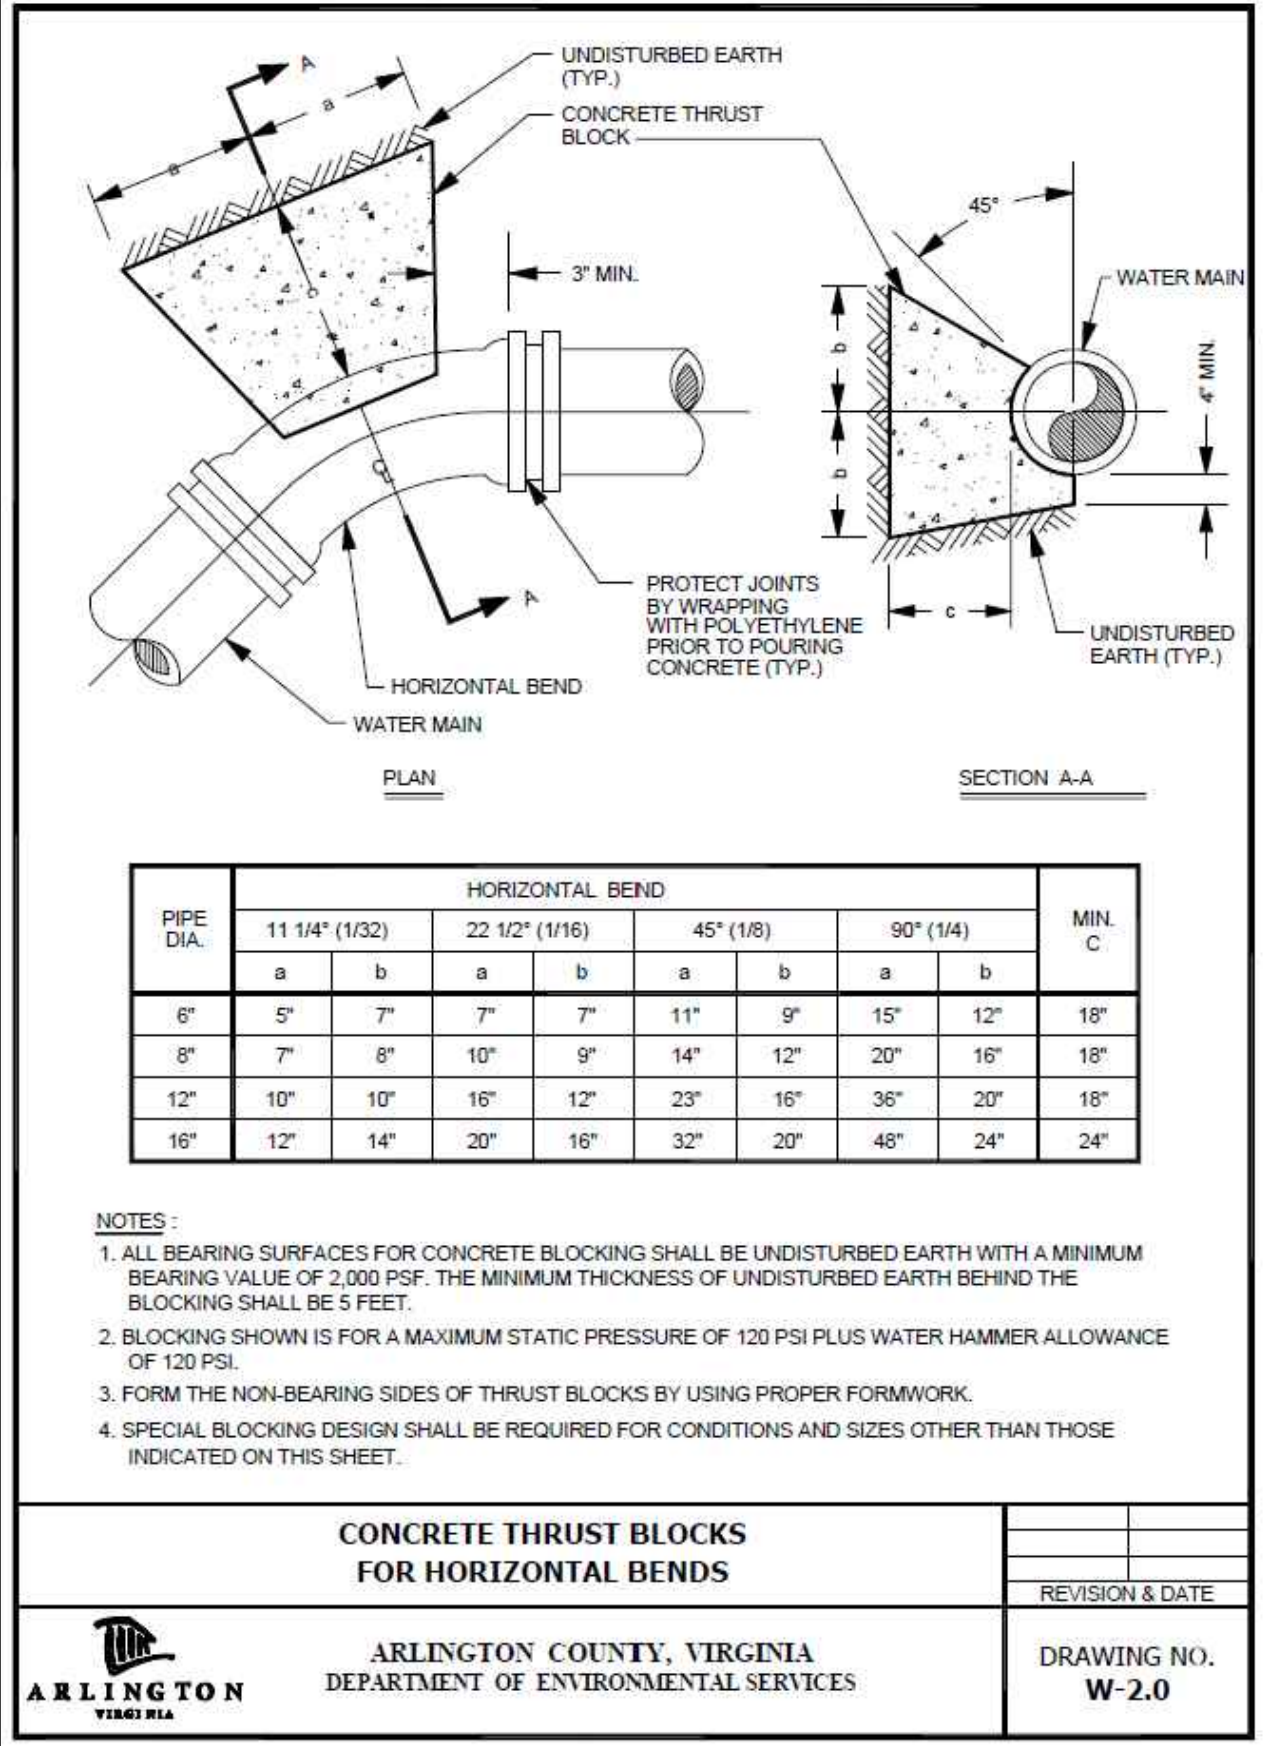 A
a
a
UNDISTURBED EARTH
(TYP.)
CONCRETE THRUST
BLOCK
45°
3" MIN.
WATER MAIN
b
b
4" MIN.
c
A
PROTECT JOINTS
BY WRAPPING
WITH POLYETHYLENE
PRIOR TO POURING
CONCRETE (TYP.)
c
UNDISTURBED
EARTH (TYP.)
HORIZONTAL BEND
WATER MAIN
PLAN
SECTION A-A
PIPE DIA. HORIZONTAL BEND MIN. C
11 1/4° (1/32) 22 1/2° (1/16) 45° (1/8) 90° (1/4)
a b a b a b a b
6" 5" 7" 7" 7" 11" 9" 15" 12" 18"
8" 7" 8" 10" 9" 14" 12" 20" 16" 18"
12" 10" 10" 16" 12" 23" 16" 36" 20" 18"
16" 12" 14" 20" 16" 32" 20" 48" 24" 24"
NOTES :
1. ALL BEARING SURFACES FOR CONCRETE BLOCKING SHALL BE UNDISTURBED EARTH WITH A MINIMUM
BEARING VALUE OF 2,000 PSF. THE MINIMUM THICKNESS OF UNDISTURBED EARTH BEHIND THE
BLOCKING SHALL BE 5 FEET.
2. BLOCKING SHOWN IS FOR A MAXIMUM STATIC PRESSURE OF 120 PSI PLUS WATER HAMMER ALLOWANCE
OF 120 PSI.
3. FORM THE NON-BEARING SIDES OF THRUST BLOCKS BY USING PROPER FORMWORK.
4. SPECIAL BLOCKING DESIGN SHALL BE REQUIRED FOR CONDITIONS AND SIZES OTHER THAN THOSE
INDICATED ON THIS SHEET.
CONCRETE THRUST BLOCKS
FOR HORIZONTAL BENDS
REVISION & DATE
ARLINGTON
VIRGINIA
ARLINGTON COUNTY, VIRGINIA
DEPARTMENT OF ENVIRONMENTAL SERVICES
DRAWING NO.
W-2.0